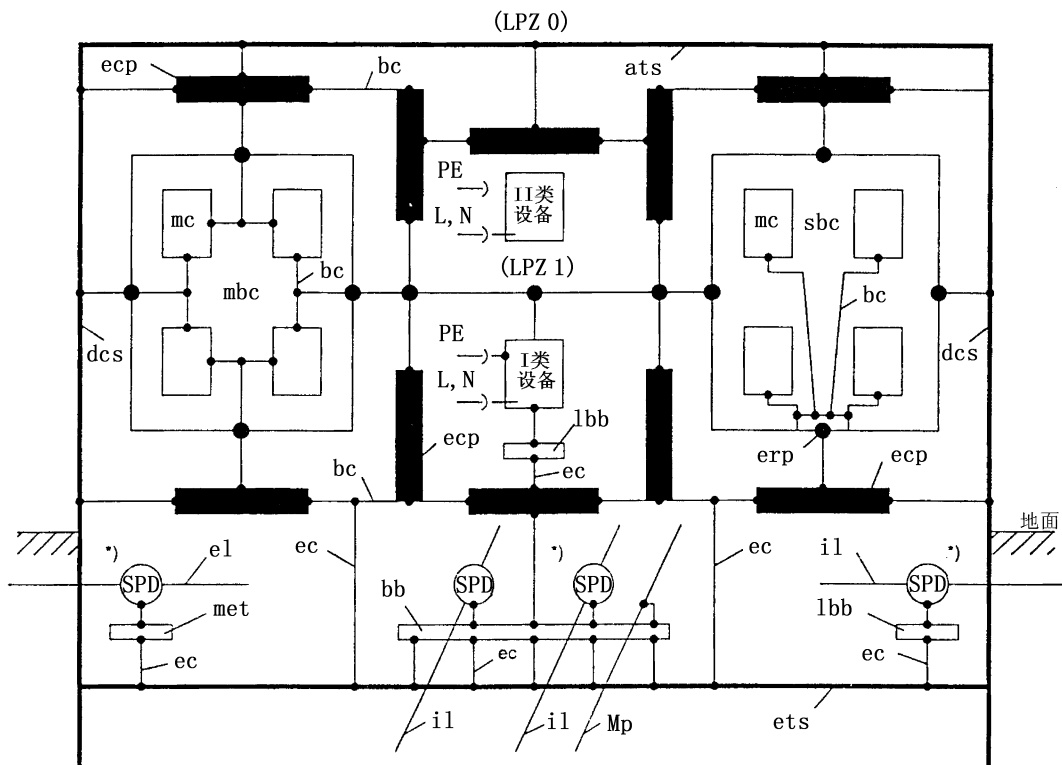 (LPZ 0)
ecp
bc
ats
PE
II类
设备
L, N
mc
mc
sbc
(LPZ 1)
bc
mbc
bc
dcs
dcs
PE
I类
设备
L, N
lbb
ecp
erp
ecp
bc
ec
地面
*)
el
ec
*)
ec
il
*)
SPD
SPD
SPD
SPD
bb
met
lbb
ec
ec
ec
il
il
Mp
ets